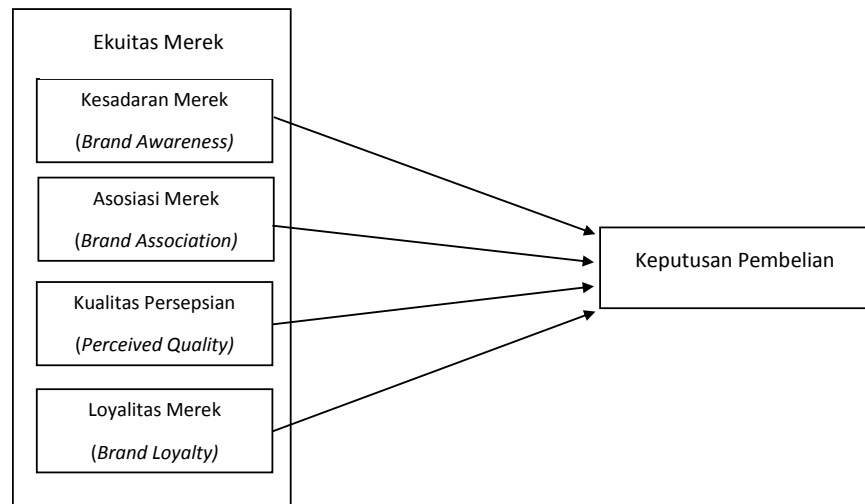 Ekuitas Merek
Kesadaran Merek
(Brand Awareness)
Asosiasi Merek
(Brand Association)
Kualitas Persepsian
(Perceived Quality)
Loyalitas Merek
(Brand Loyalty)
Keputusan Pembelian